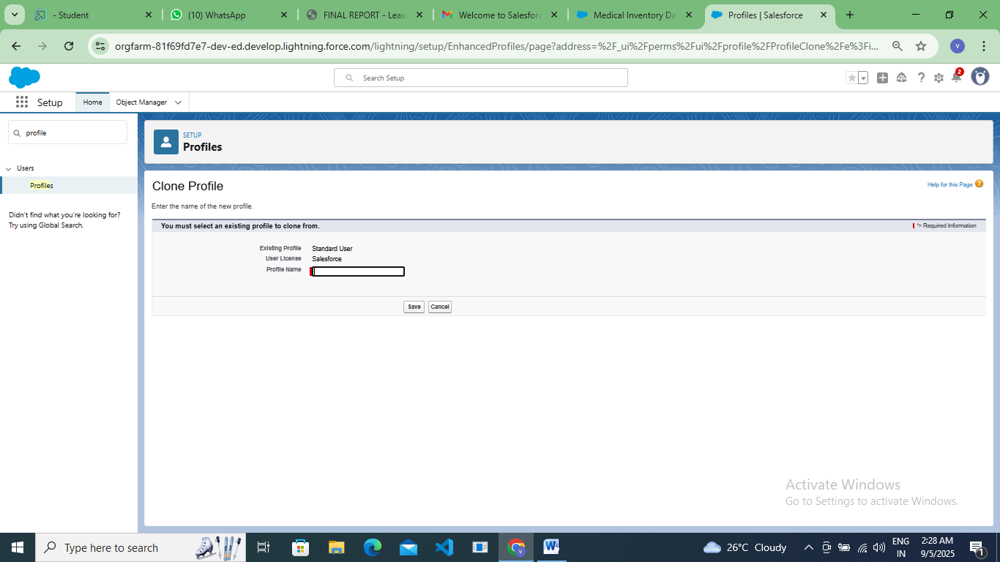 - Student
(10) WhatsApp
FINAL REPORT - Leas
Welcome to Salesforc
Medical Inventory Da
Profiles | Salesforce
orgfarm-81f69fd7e7-dev-ed.develop.lightning.force.com/lightning/setup/EnhancedProfiles/page?address=%2F_ui%2Fperms%2Fui%2Fprofile%2FProfileClone%2Fe%3Fi...
V
Search Setup
2
Setup
Home
Object Manager
profile
Users
Profiles
Didn't find what you're looking for?
Try using Global Search.
SETUP
Profiles
Clone Profile
Help for this Page
Enter the name of the new profile.
You must select an existing profile to clone from.
= Required Information
Existing Profile Standard User
User License Salesforce
Profile Name
Save Cancel
Activate Windows
Go to Settings to activate Windows.
Type here to search
26°C Cloudy
ENG
IN
2:28 AM
9/5/2025
1